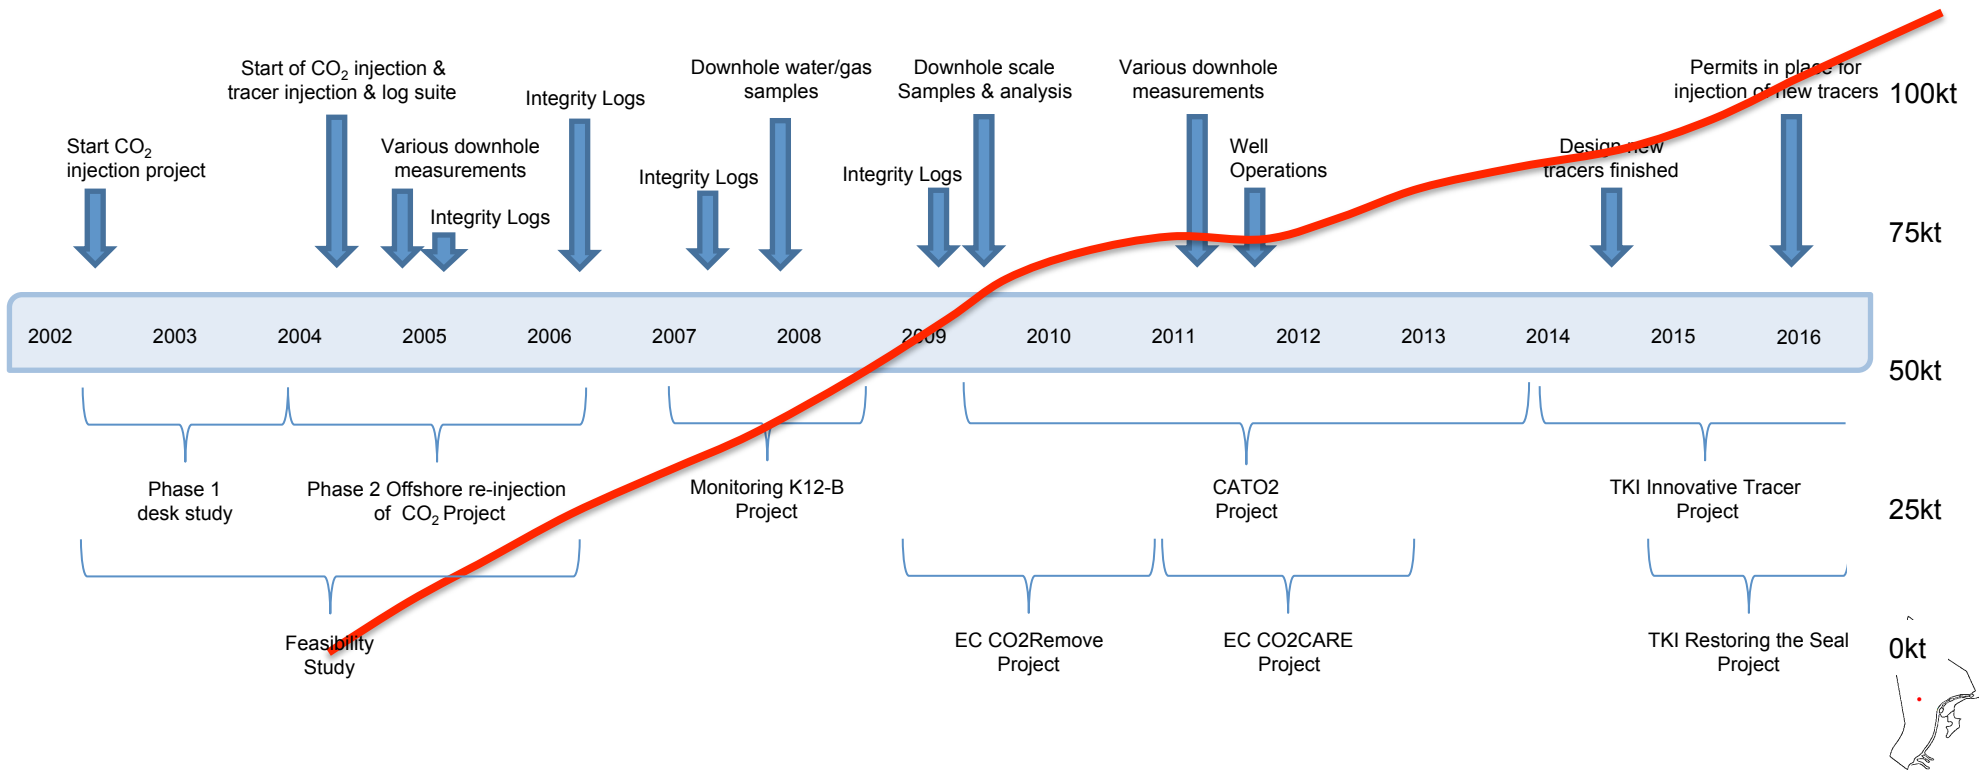 Start CO2
injection project
Start of CO2 injection &
tracer injection & log suite
Various downhole
measurements
Integrity Logs
Integrity Logs
Integrity Logs
Downhole water/gas
samples
Integrity Logs
Downhole scale
Samples & analysis
Various downhole
measurements
Well
Operations
Design new
tracers finished
Permits in place for
injection of new tracers
100kt
75kt
50kt
25kt
0kt
2002 2003 2004 2005 2006 2007 2008 2009 2010 2011 2012 2013 2014 2015 2016
Phase 1
desk study
Phase 2 Offshore re-injection
of CO2 Project
Monitoring K12-B
Project
CATO2
Project
TKI Innovative Tracer
Project
Feasibility
Study
EC CO2Remove
Project
EC CO2CARE
Project
TKI Restoring the Seal
Project